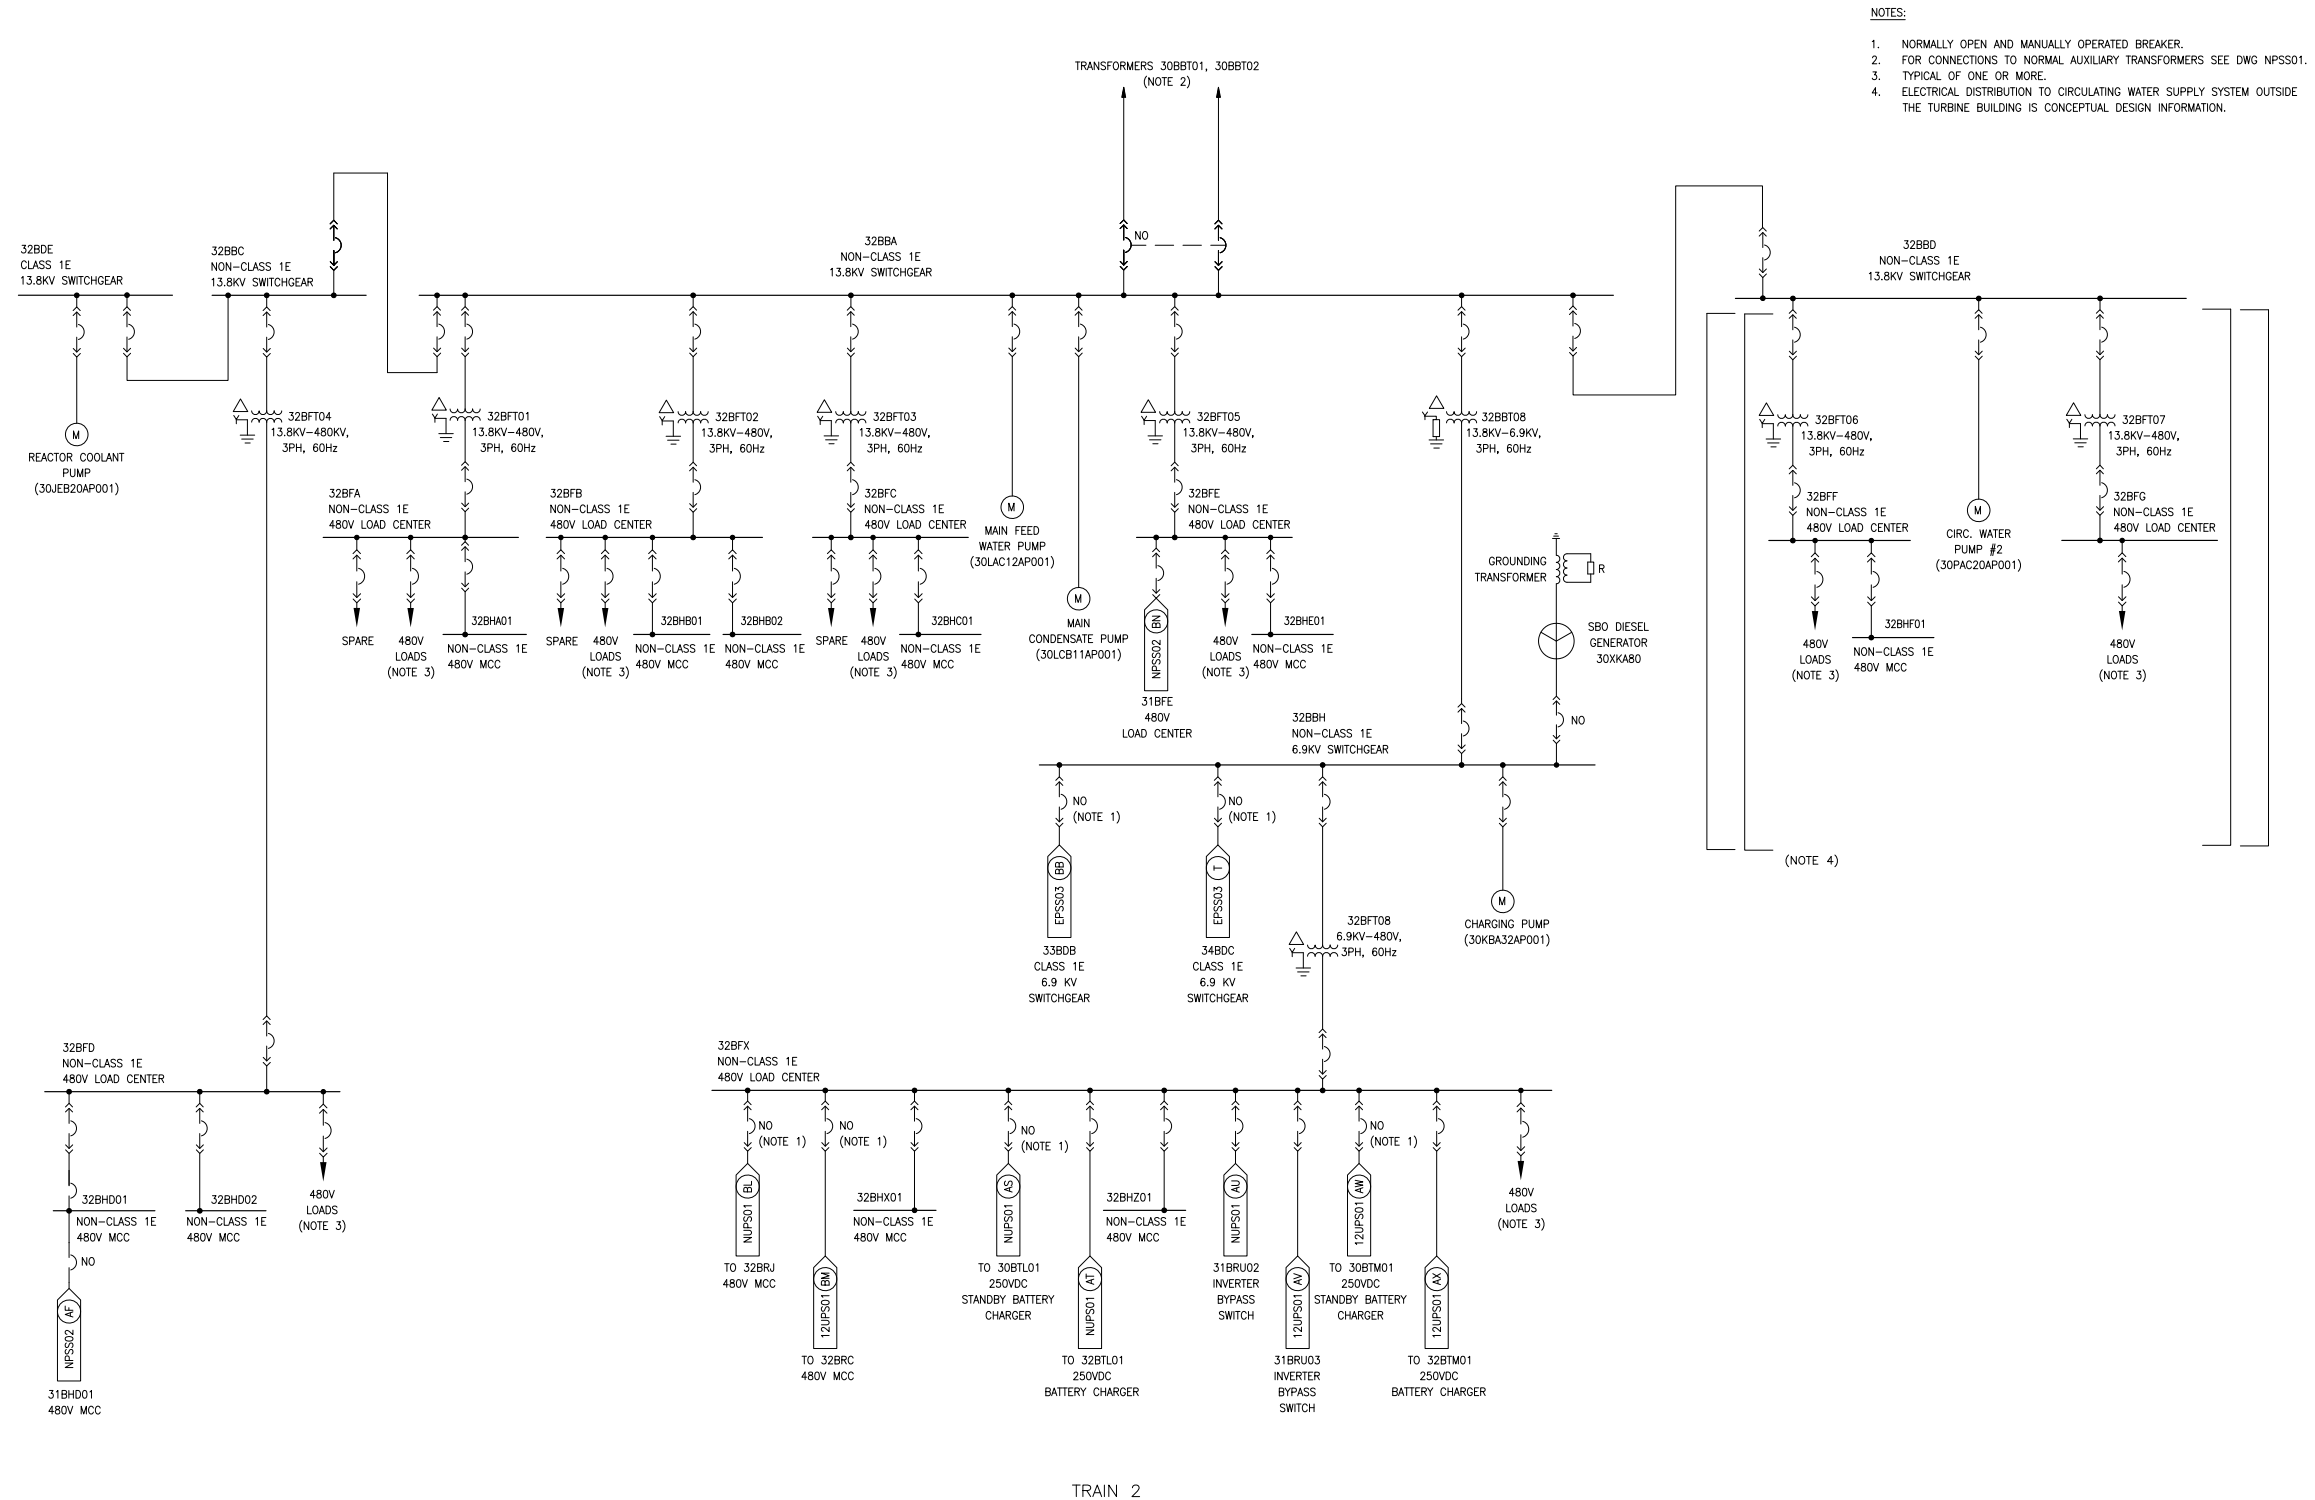 NOTES:
1. NORMALLY OPEN AND MANUALLY OPERATED BREAKER.
2. FOR CONNECTIONS TO NORMAL AUXILIARY TRANSFORMERS SEE DWG NPSS01.
3. TYPICAL OF ONE OR MORE.
4. ELECTRICAL DISTRIBUTION TO CIRCULATING WATER SUPPLY SYSTEM OUTSIDE
THE TURBINE BUILDING IS CONCEPTUAL DESIGN INFORMATION.
TRANSFORMERS 30BBT01, 30BBT02
(NOTE 2)
NO
32BDE
CLASS 1E
13.8KV SWITCHGEAR
32BBC
NON-CLASS 1E
13.8KV SWITCHGEAR
32BBA
NON-CLASS 1E
13.8KV SWITCHGEAR
32BBD
NON-CLASS 1E
13.8KV SWITCHGEAR
M
REACTOR COOLANT
PUMP
(30JEB20AP001)
Y
32BFT04
13.8KV-480KV,
3PH, 60Hz
Y
32BFT01
13.8KV-480V,
3PH, 60Hz
Y
32BFT02
13.8KV-480V,
3PH, 60Hz
Y
32BFT03
13.8KV-480V,
3PH, 60Hz
Y
32BFT05
13.8KV-480V,
3PH, 60Hz
Y
32BBT08
13.8KV-6.9KV,
3PH, 60Hz
Y
32BFT06
13.8KV-480V,
3PH, 60Hz
Y
32BFT07
13.8KV-480V,
3PH, 60Hz
32BFA
NON-CLASS 1E
480V LOAD CENTER
32BFB
NON-CLASS 1E
480V LOAD CENTER
32BFC
NON-CLASS 1E
480V LOAD CENTER
M
MAIN FEED
WATER PUMP
(30LAC12AP001)
32BFE
NON-CLASS 1E
480V LOAD CENTER
32BFF
NON-CLASS 1E
480V LOAD CENTER
M
CIRC. WATER
PUMP #2
(30PAC20AP001)
32BFG
NON-CLASS 1E
480V LOAD CENTER
SPARE
480V
LOADS
(NOTE 3)
32BHA01
NON-CLASS 1E
480V MCC
SPARE
480V
LOADS
(NOTE 3)
32BHB01
NON-CLASS 1E
480V MCC
32BHB02
NON-CLASS 1E
480V MCC
SPARE
480V
LOADS
(NOTE 3)
32BHC01
NON-CLASS 1E
480V MCC
M
MAIN
CONDENSATE PUMP
(30LCB11AP001)
BN
NPSS02
31BFE
480V
LOAD CENTER
480V
LOADS
(NOTE 3)
32BHE01
NON-CLASS 1E
480V MCC
GROUNDING
TRANSFORMER
R
SBO DIESEL
GENERATOR
30XKA80
NO
480V
LOADS
(NOTE 3)
32BHF01
NON-CLASS 1E
480V MCC
480V
LOADS
(NOTE 3)
(NOTE 4)
32BBH
NON-CLASS 1E
6.9KV SWITCHGEAR
NO
(NOTE 1)
BB
EPSS03
33BDB
CLASS 1E
6.9 KV
SWITCHGEAR
NO
(NOTE 1)
T
EPSS03
34BDC
CLASS 1E
6.9 KV
SWITCHGEAR
Y
32BFT08
6.9KV-480V,
3PH, 60Hz
M
CHARGING PUMP
(30KBA32AP001)
32BFD
NON-CLASS 1E
480V LOAD CENTER
32BHD01
NON-CLASS 1E
480V MCC
NO
AF
NPSS02
31BHD01
480V MCC
32BHD02
NON-CLASS 1E
480V MCC
480V
LOADS
(NOTE 3)
32BFX
NON-CLASS 1E
480V LOAD CENTER
NO
(NOTE 1)
BL
NUPS01
TO 32BRJ
480V MCC
NO
(NOTE 1)
BM
12UPS01
TO 32BRC
480V MCC
32BHX01
NON-CLASS 1E
480V MCC
NO
(NOTE 1)
AS
NUPS01
TO 30BTL01
250VDC
STANDBY BATTERY
CHARGER
AT
NUPS01
TO 32BTL01
250VDC
BATTERY CHARGER
32BHZ01
NON-CLASS 1E
480V MCC
AU
NUPS01
31BRU02
INVERTER
BYPASS
SWITCH
AV
12UPS01
31BRU03
INVERTER
BYPASS
SWITCH
NO
(NOTE 1)
AW
12UPS01
TO 30BTM01
250VDC
STANDBY BATTERY
CHARGER
AX
12UPS01
TO 32BTM01
250VDC
BATTERY CHARGER
480V
LOADS
(NOTE 3)
TRAIN 2